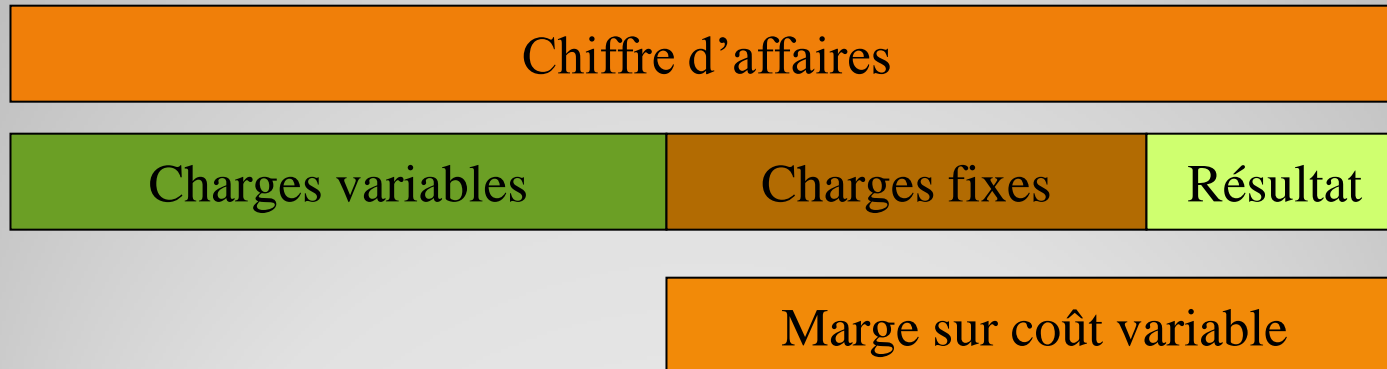 Chiffre d’affaires
Charges variables Charges fixes Résultat
Marge sur coût variable